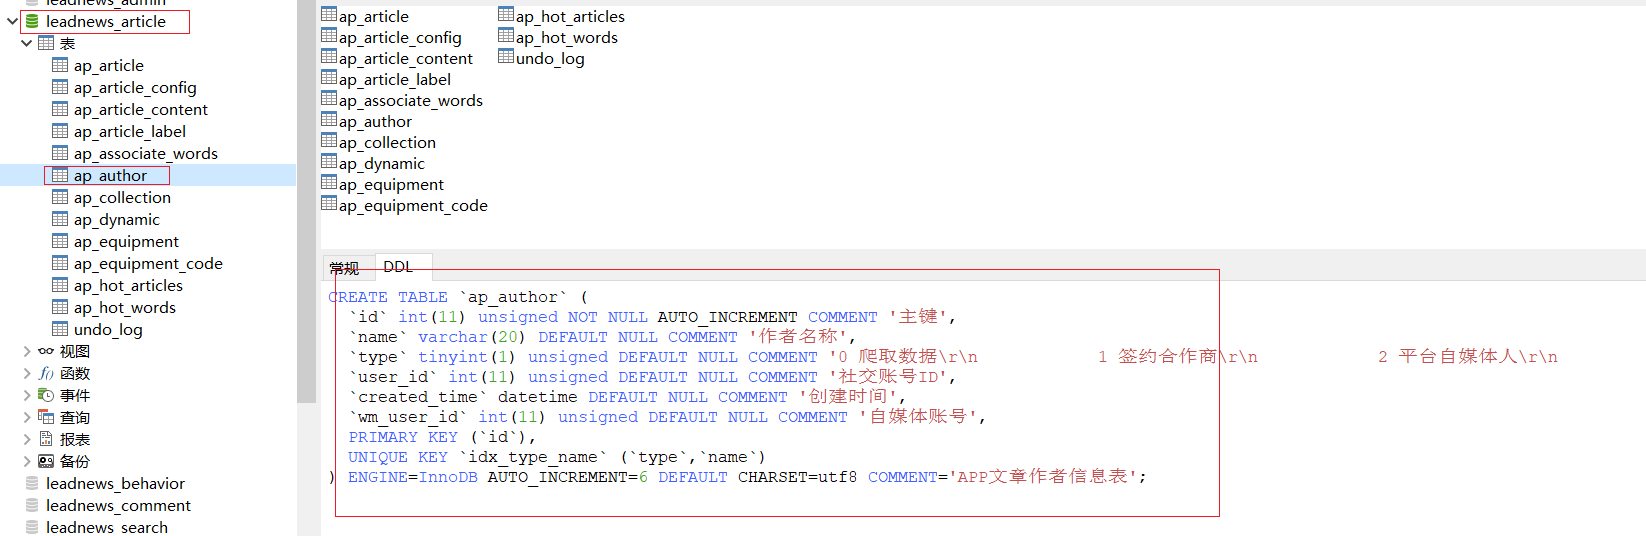 leadnews_admin
leadnews_article
表
ap_article
ap_article_config
ap_article_content
ap_article_label
ap_associate_words
ap_author
ap_collection
ap_dynamic
ap_equipment
ap_equipment_code
ap_hot_articles
ap_hot_words
undo_log
视图
函数
事件
查询
报表
备份
leadnews_behavior
leadnews_comment
leadnews_search
ap_article
ap_article_config
ap_article_content
ap_article_label
ap_associate_words
ap_author
ap_collection
ap_dynamic
ap_equipment
ap_equipment_code
ap_hot_articles
ap_hot_words
undo_log
常规 DDL
CREATE TABLE `ap_author` (
`id` int(11) unsigned NOT NULL AUTO_INCREMENT COMMENT '主键',
`name` varchar(20) DEFAULT NULL COMMENT '作者名称',
`type` tinyint(1) unsigned DEFAULT NULL COMMENT '0 爬取数据\r\n 1 签约合作商\r\n 2 平台自媒体人\r\n
`user_id` int(11) unsigned DEFAULT NULL COMMENT '社交账号ID',
`created_time` datetime DEFAULT NULL COMMENT '创建时间',
`wm_user_id` int(11) unsigned DEFAULT NULL COMMENT '自媒体账号',
PRIMARY KEY (`id`),
UNIQUE KEY `idx_type_name` (`type`,`name`)
) ENGINE=InnoDB AUTO_INCREMENT=6 DEFAULT CHARSET=utf8 COMMENT='APP文章作者信息表';